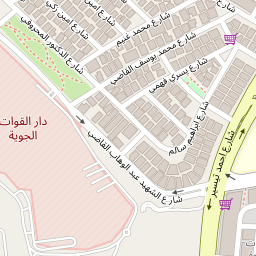 شارع أمين زكي
شارع محمد غنيم
شارع الدكتور المحروقي
شارع محمد يوسف القاضي
شارع يسري فهمي
دار القوات
الجوية
شارع إبراهيم سالم
شارع أحمد تيسير
شارع الشهيد عبد الوهاب القاضي